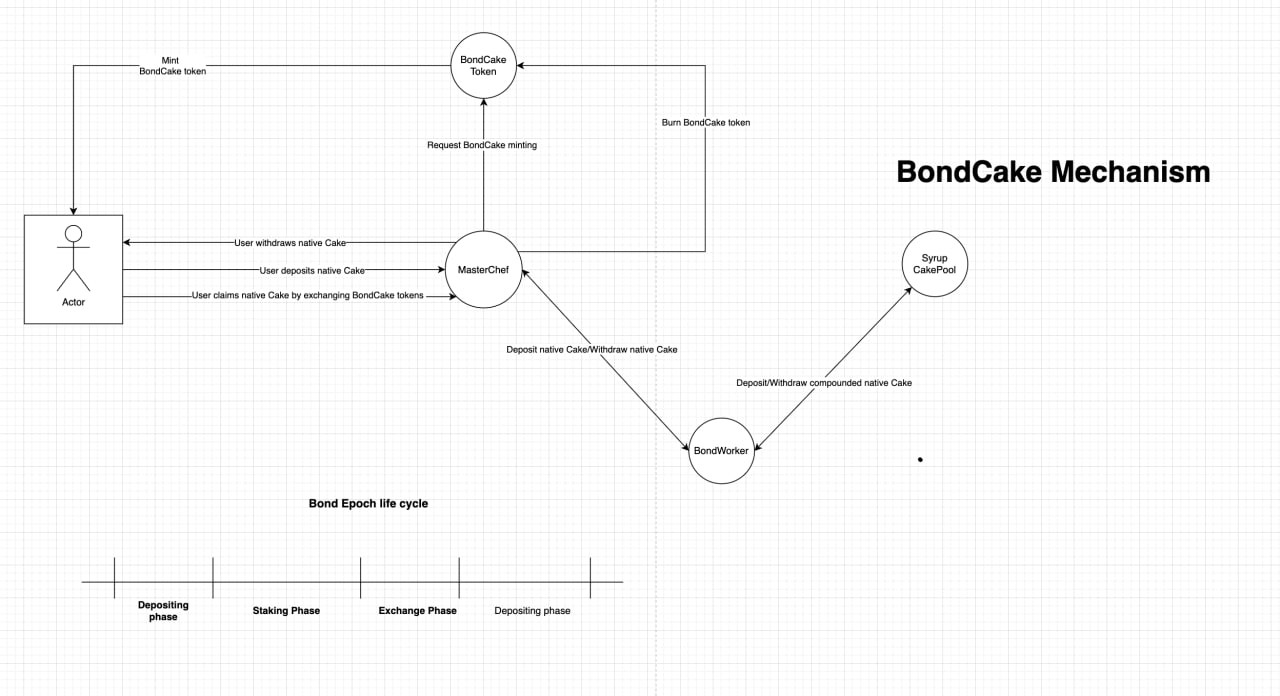 Mint
BondCake token
BondCake
Token
Burn BondCake token
Request BondCake minting
BondCake Mechanism
User withdraws native Cake
User deposits native Cake
User claims native Cake by exchanging BondCake tokens
Actor
MasterChef
Syrup
CakePool
Deposit native Cake/Withdraw native Cake
Deposit/Withdraw compounded native Cake
BondWorker
Bond Epoch life cycle
Depositing
phase
Staking Phase
Exchange Phase
Depositing phase